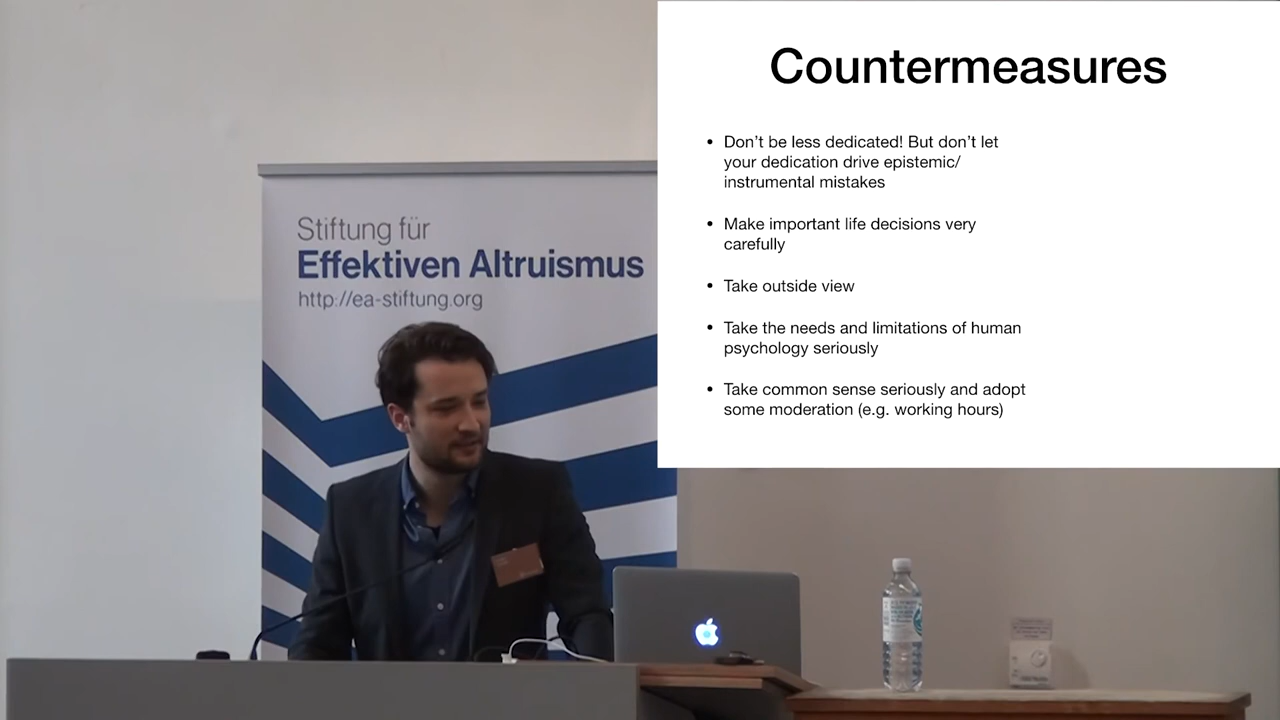 Countermeasures
• Don't be less dedicated! But don't let
your dedication drive epistemic/
instrumental mistakes
• Make important life decisions very
carefully
• Take outside view
• Take the needs and limitations of human
psychology seriously
• Take common sense seriously and adopt
some moderation (e.g. working hours)
Stiftung für
Effektiven Altruismus
http://ea-stiftung.org